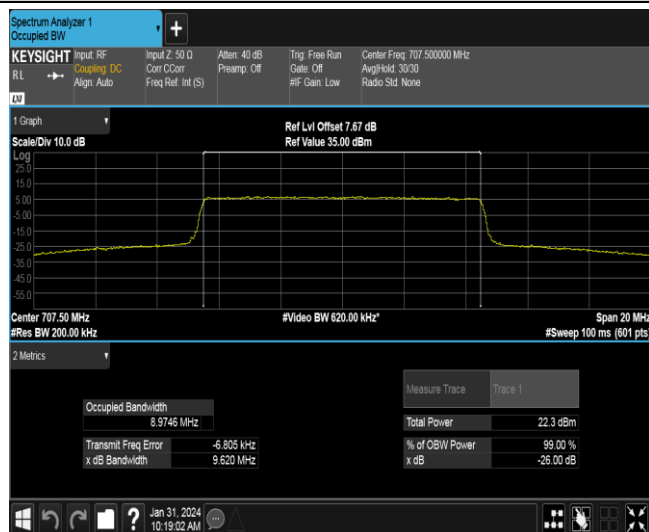 Spectrum Analyzer 1
Occupied BW
+
KEYSIGHT
RL
LXI
Input: RF
Coupling: DC
Align: Auto
Input Z: 50 Ω
Corr CCorr
Freq Ref: Int (S)
Atten: 40 dB
Preamp: Off
Trig: Free Run
Gate: Off
#IF Gain: Low
Center Freq: 707.500000 MHz
Avg|Hold: 30/30
Radio Std: None
1 Graph
Scale/Div 10.0 dB
Ref Lvl Offset 7.67 dB
Ref Value 35.00 dBm
Log
25.0
15.0
5.00
-5.00
-15.0
-25.0
-35.0
-45.0
-55.0
Center 707.50 MHz
#Video BW 620.00 kHz*
Span 20 MHz
#Res BW 200.00 kHz
#Sweep 100 ms (601 pts)
2 Metrics
Measure Trace Trace 1
Occupied Bandwidth
8.9746 MHz
Total Power 22.3 dBm
Transmit Freq Error -6.805 kHz
% of OBW Power 99.00 %
x dB Bandwidth 9.620 MHz
x dB -26.00 dB
?
Jan 31, 2024
10:19:02 AM